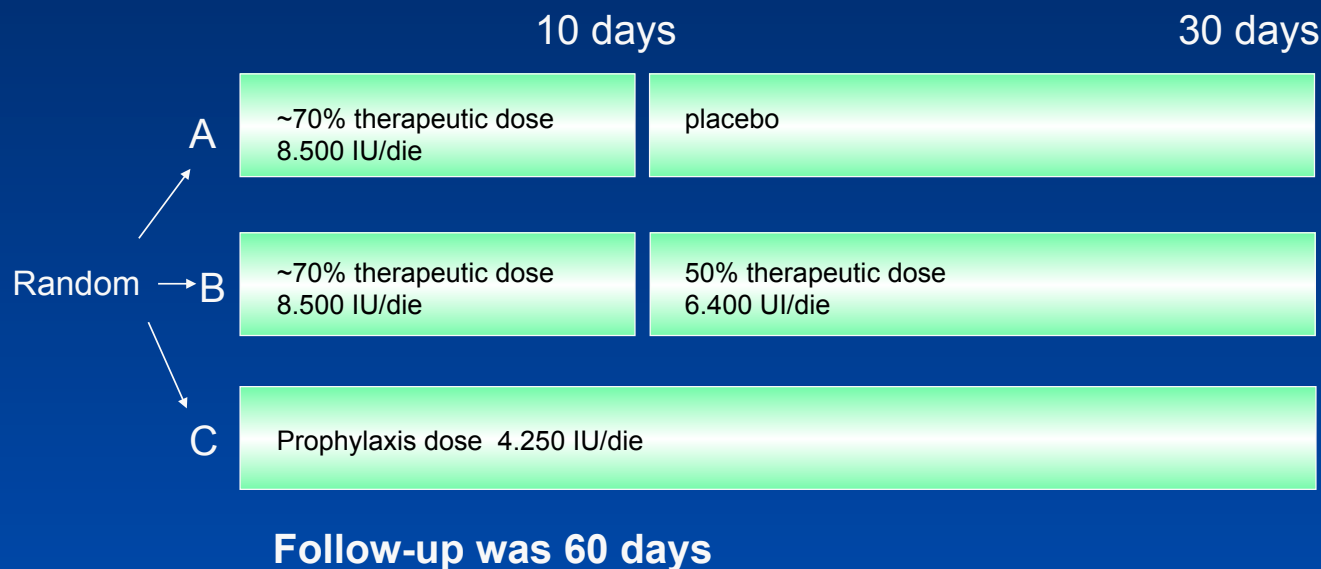 10 days
30 days
A
~70% therapeutic dose
8.500 IU/die
placebo
Random
B
~70% therapeutic dose
8.500 IU/die
50% therapeutic dose
6.400 UI/die
C
Prophylaxis dose 4.250 IU/die
Follow-up was 60 days